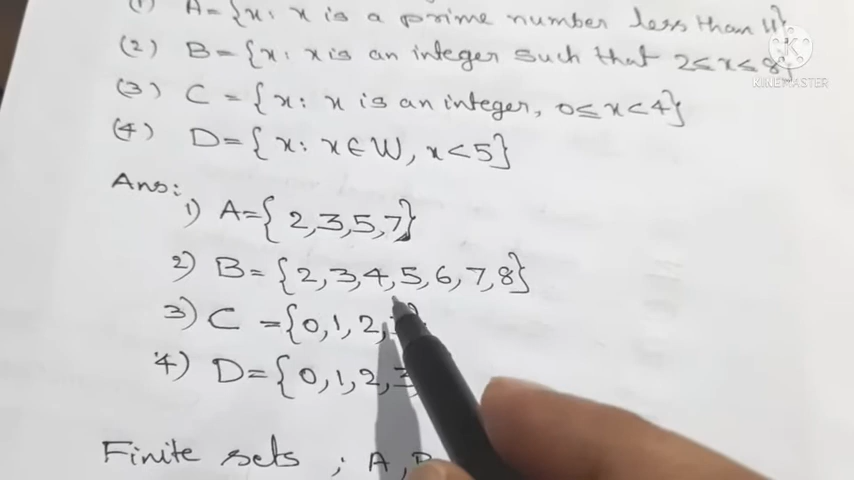 (1) A={x: x is a prime number less than 11}
(2) B={x: x is an integer such that 2≤x≤8}
(3) C={x: x is an integer, 0≤x<4}
(4) D={x: x∈W, x<5}
Ans:
1) A={2,3,5,7}
2) B={2,3,4,5,6,7,8}
3) C={0,1,2,
4) D={0,1,2,3
Finite sets ; A,B
KINEMASTER